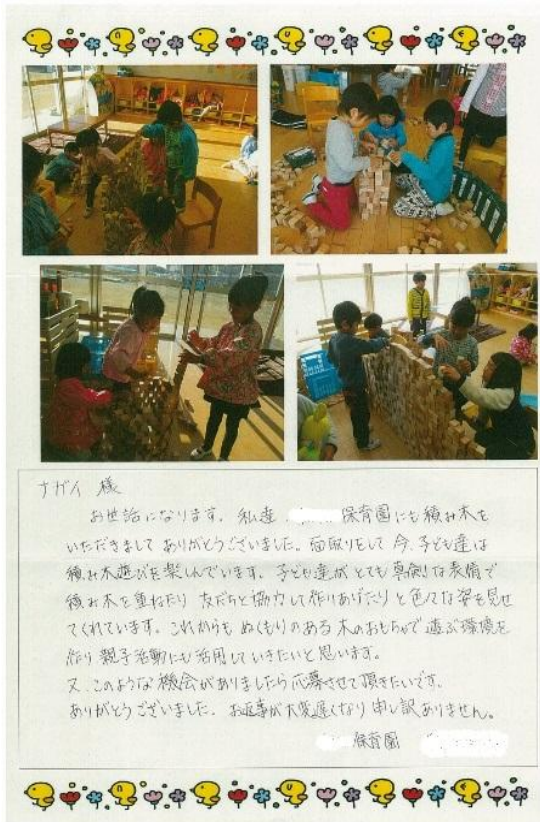 ナガイ 様
お世話になります。私達 保育園にも積み木を
いただきまして ありがとうございました。面取りをして 今、子ども達は
積み木遊びを楽しんでいます。子ども達が とても 真剣な表情で
積み木を重ねたり 友だちと協力して作りあげたり と色々な姿を見せ
てくれています。これからも ぬくもりのある 木のおもちゃで 遊ぶ環境を
作り 親子活動にも 活用していきたいと思います。
又、このような 機会がありましたら 応募させて頂きたいです。
ありがとうございました。お返事が大変遅くなり 申し訳ありません。
保育園